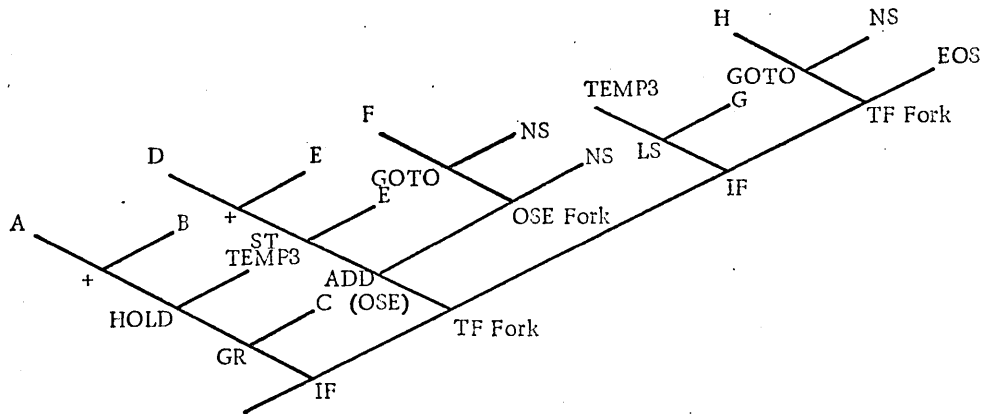 H
NS
EOS
TEMP3
GOTO
G
TF Fork
F
NS
LS
NS
IF
D
E
GOTO
E
OSE Fork
A
B
+
ST
TEMP3
ADD
+
C (OSE)
HOLD
TF Fork
GR
IF